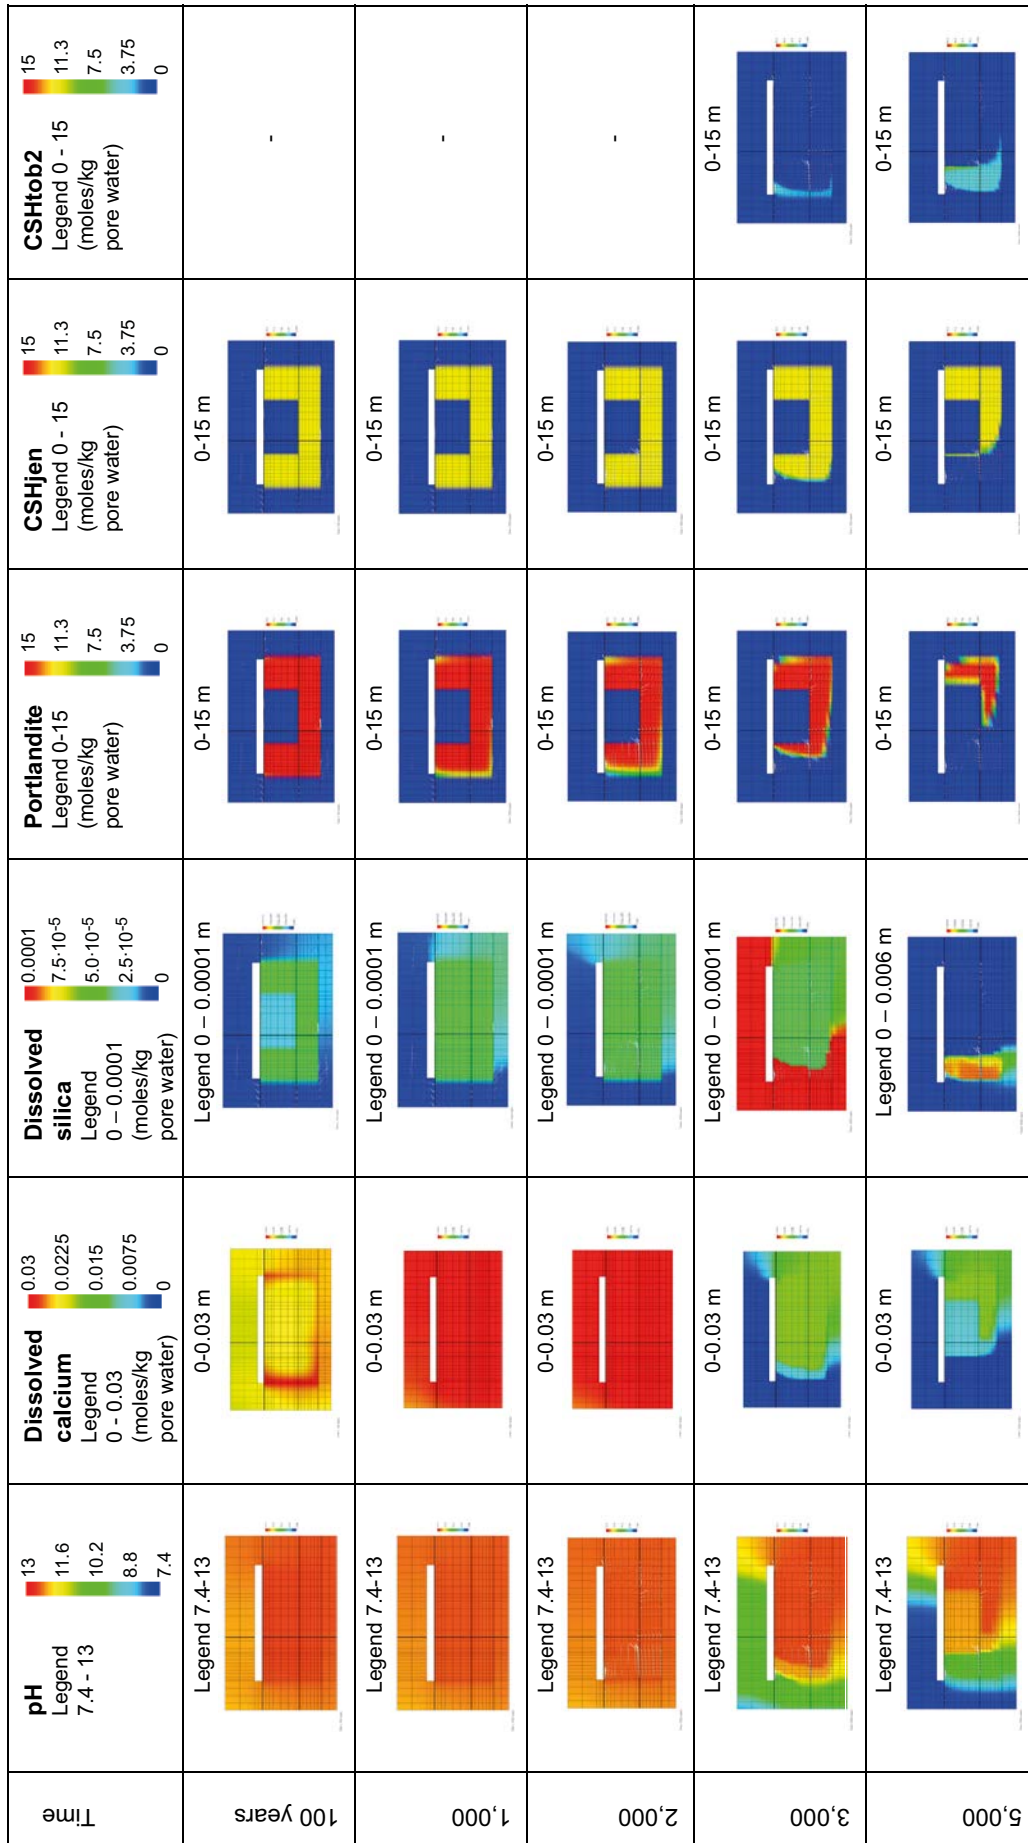 Time
pH
Legend
7.4 - 13
13
11.6
10.2
8.8
7.4
Dissolved
calcium
Legend
0 - 0.03
(moles/kg
pore water)
0.03
0.0225
0.015
0.0075
0
Dissolved
silica
Legend
0 – 0.0001
(moles/kg
pore water)
0.0001
7.5·10-5
5.0·10-5
2.5·10-5
0
Portlandite
Legend 0-15
(moles/kg
pore water)
15
11.3
7.5
3.75
0
CSHjen
Legend 0 - 15
(moles/kg
pore water)
15
11.3
7.5
3.75
0
CSHtob2
Legend 0 - 15
(moles/kg
pore water)
15
11.3
7.5
3.75
0
100 years
Legend 7.4-13
0-0.03 m
Legend 0 – 0.0001 m
0-15 m
0-15 m
-
1,000
Legend 7.4-13
0-0.03 m
Legend 0 – 0.0001 m
0-15 m
0-15 m
-
2,000
Legend 7.4-13
0-0.03 m
Legend 0 – 0.0001 m
0-15 m
0-15 m
-
3,000
Legend 7.4-13
0-0.03 m
Legend 0 – 0.0001 m
0-15 m
0-15 m
0-15 m
5,000
Legend 7.4-13
0-0.03 m
Legend 0 – 0.006 m
0-15 m
0-15 m
0-15 m